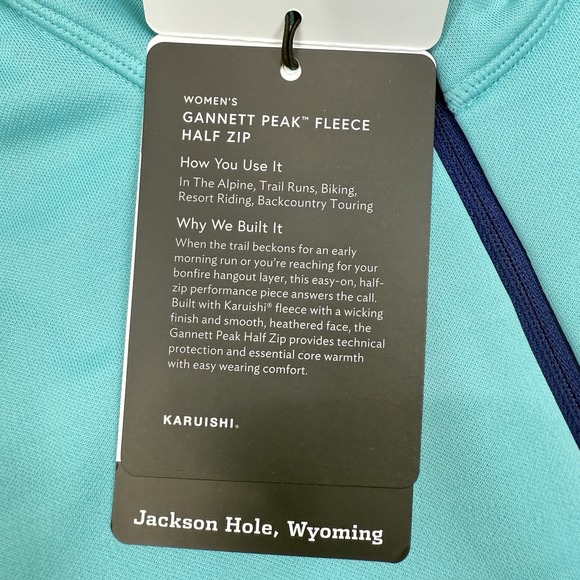 WOMEN'S
GANNETT PEAK™ FLEECE
HALF ZIP
How You Use It
In The Alpine, Trail Runs, Biking,
Resort Riding, Backcountry Touring
Why We Built It
When the trail beckons for an early
morning run or you're reaching for your
bonfire hangout layer, this easy-on, half-
zip performance piece answers the call.
Built with Karuishi® fleece with a wicking
finish and smooth, heathered face, the
Gannett Peak Half Zip provides technical
protection and essential core warmth
with easy wearing comfort.
KARUISHI®
Jackson Hole, Wyoming